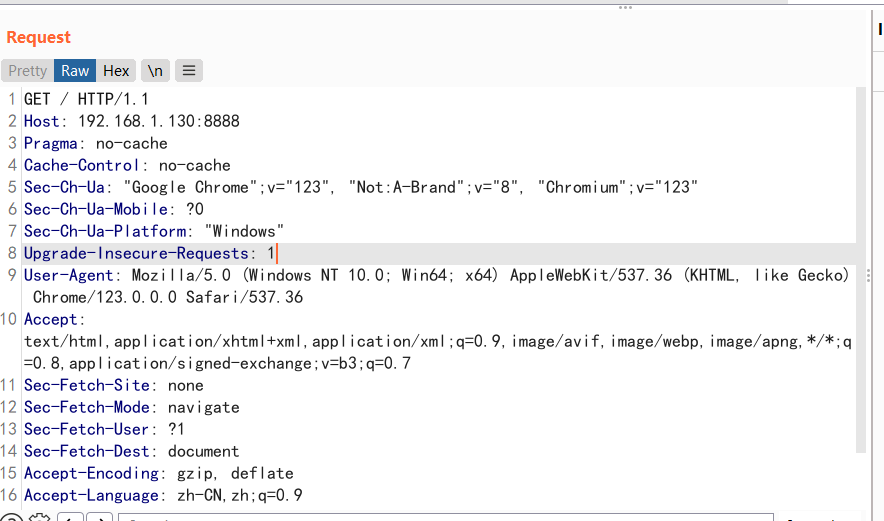 Request
Pretty Raw Hex \n
1 GET / HTTP/1.1
2 Host: 192.168.1.130:8888
3 Pragma: no-cache
4 Cache-Control: no-cache
5 Sec-Ch-Ua: "Google Chrome";v="123", "Not:A-Brand";v="8", "Chromium";v="123"
6 Sec-Ch-Ua-Mobile: ?0
7 Sec-Ch-Ua-Platform: "Windows"
8 Upgrade-Insecure-Requests: 1
9 User-Agent: Mozilla/5.0 (Windows NT 10.0; Win64; x64) AppleWebKit/537.36 (KHTML, like Gecko)
Chrome/123.0.0.0 Safari/537.36
10 Accept:
text/html,application/xhtml+xml,application/xml;q=0.9,image/avif,image/webp,image/apng,*/*;q
=0.8,application/signed-exchange;v=b3;q=0.7
11 Sec-Fetch-Site: none
12 Sec-Fetch-Mode: navigate
13 Sec-Fetch-User: ?1
14 Sec-Fetch-Dest: document
15 Accept-Encoding: gzip, deflate
16 Accept-Language: zh-CN,zh;q=0.9